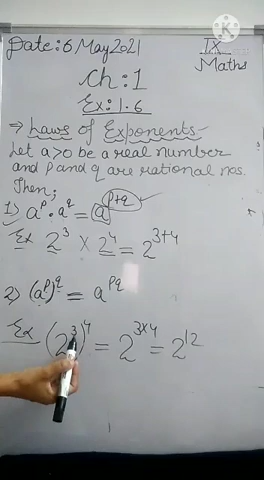 Date: 6 May 2021
IX
Maths
Ch: 1
Ex: 1.6
⇒ Laws of Exponents-
Let a>0 be a real number
and p and q are rational nos.
Then;
1) a^p · a^q = a^(p+q)
Ex 2^3 × 2^4 = 2^(3+4)
2) (a^p)^q = a^(pq)
Ex (2^3)^4 = 2^(3×4) = 2^12